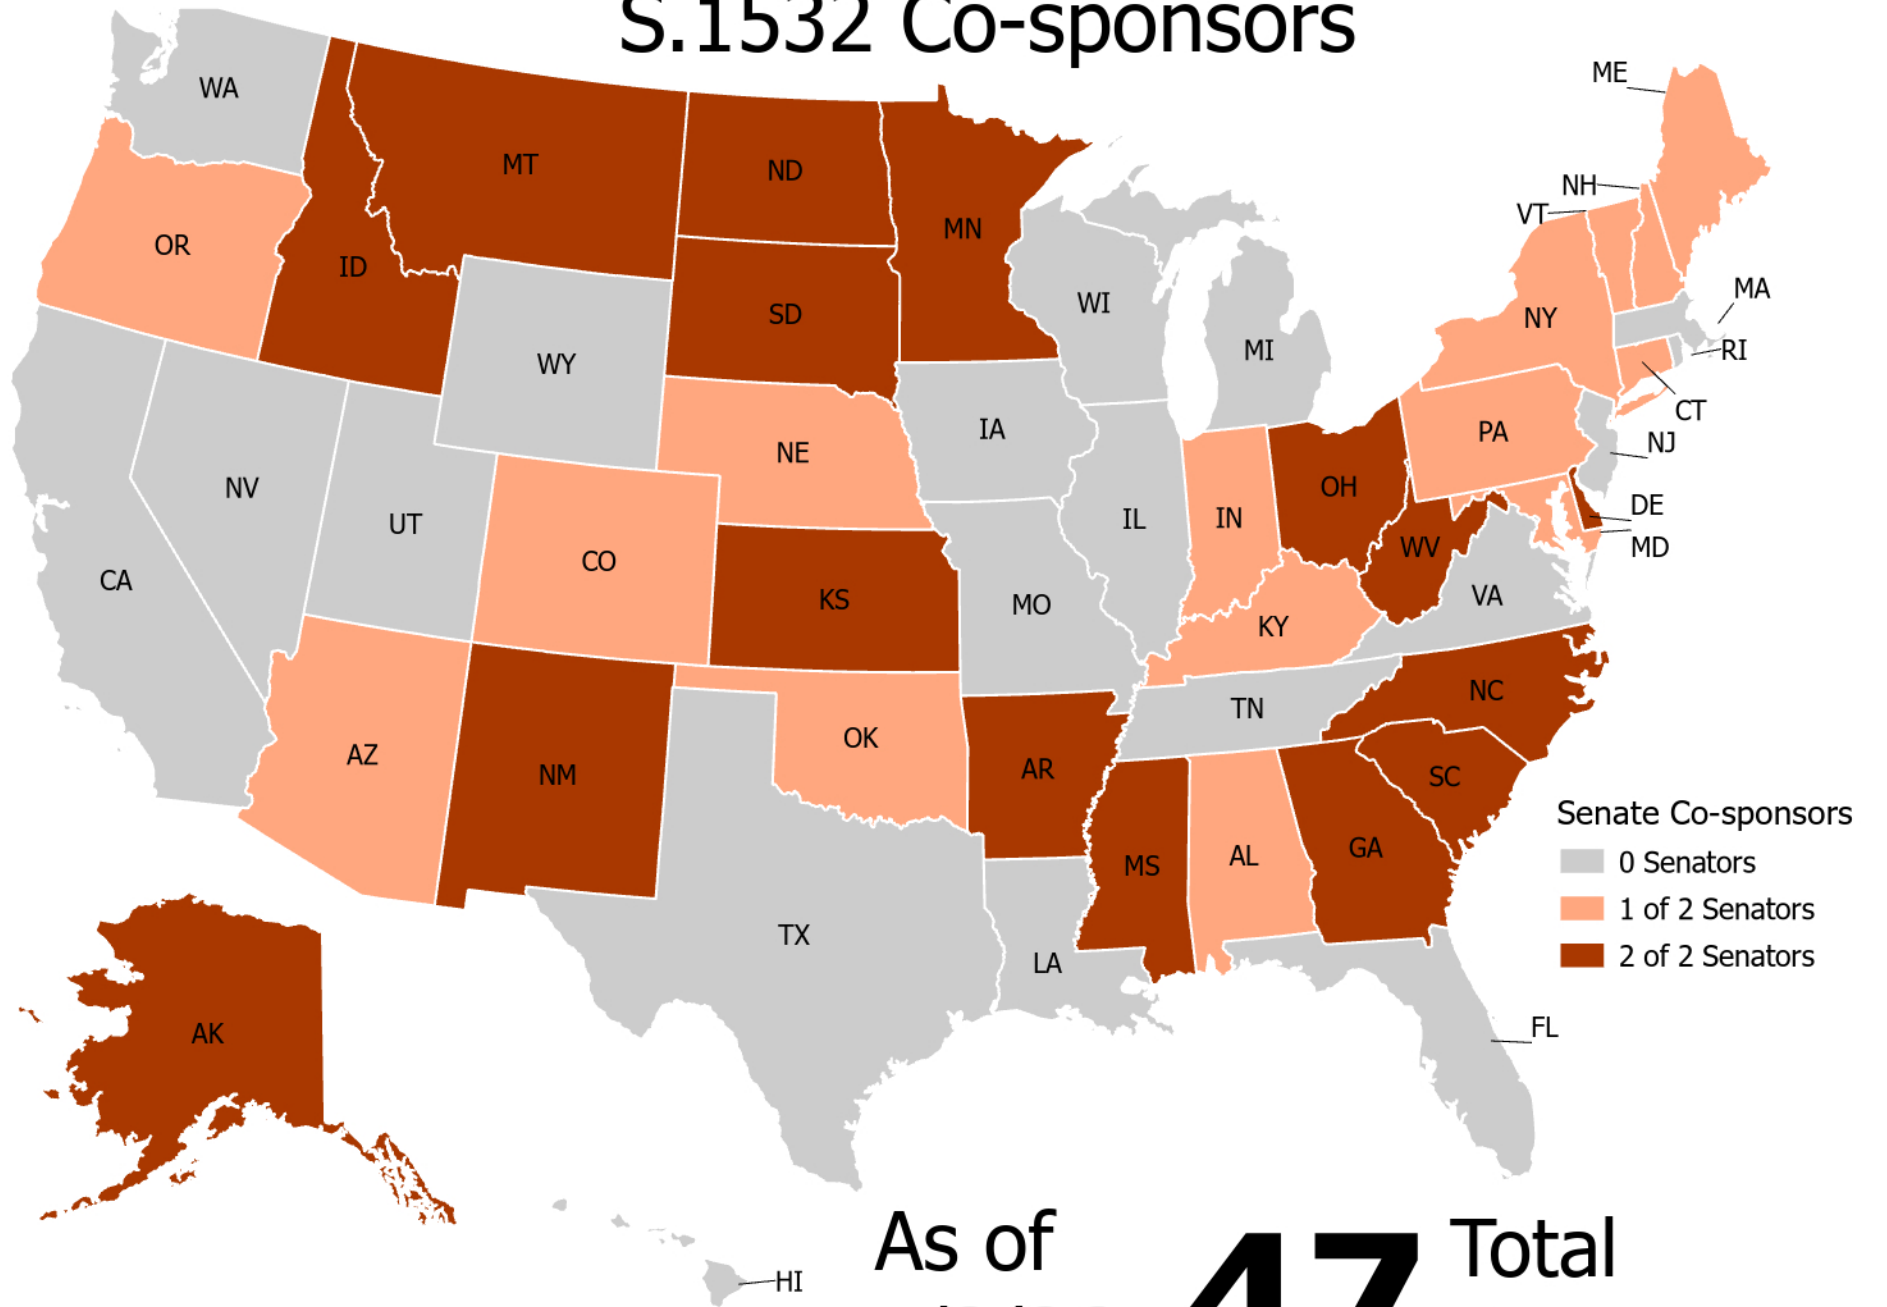 S.1532 Co-sponsors
WA
ME
MT
ND
NH
VT
MN
OR
ID
MA
WI
SD
NY
MI
RI
WY
CT
IA
PA
NJ
NE
NV
OH
DE
UT
IL
IN
WV
MD
CO
CA
KS
MO
VA
KY
NC
TN
OK
AZ
AR
NM
SC
Senate Co-sponsors
0 Senators
1 of 2 Senators
2 of 2 Senators
GA
AL
MS
TX
LA
FL
AK
HI
As of
47
Total